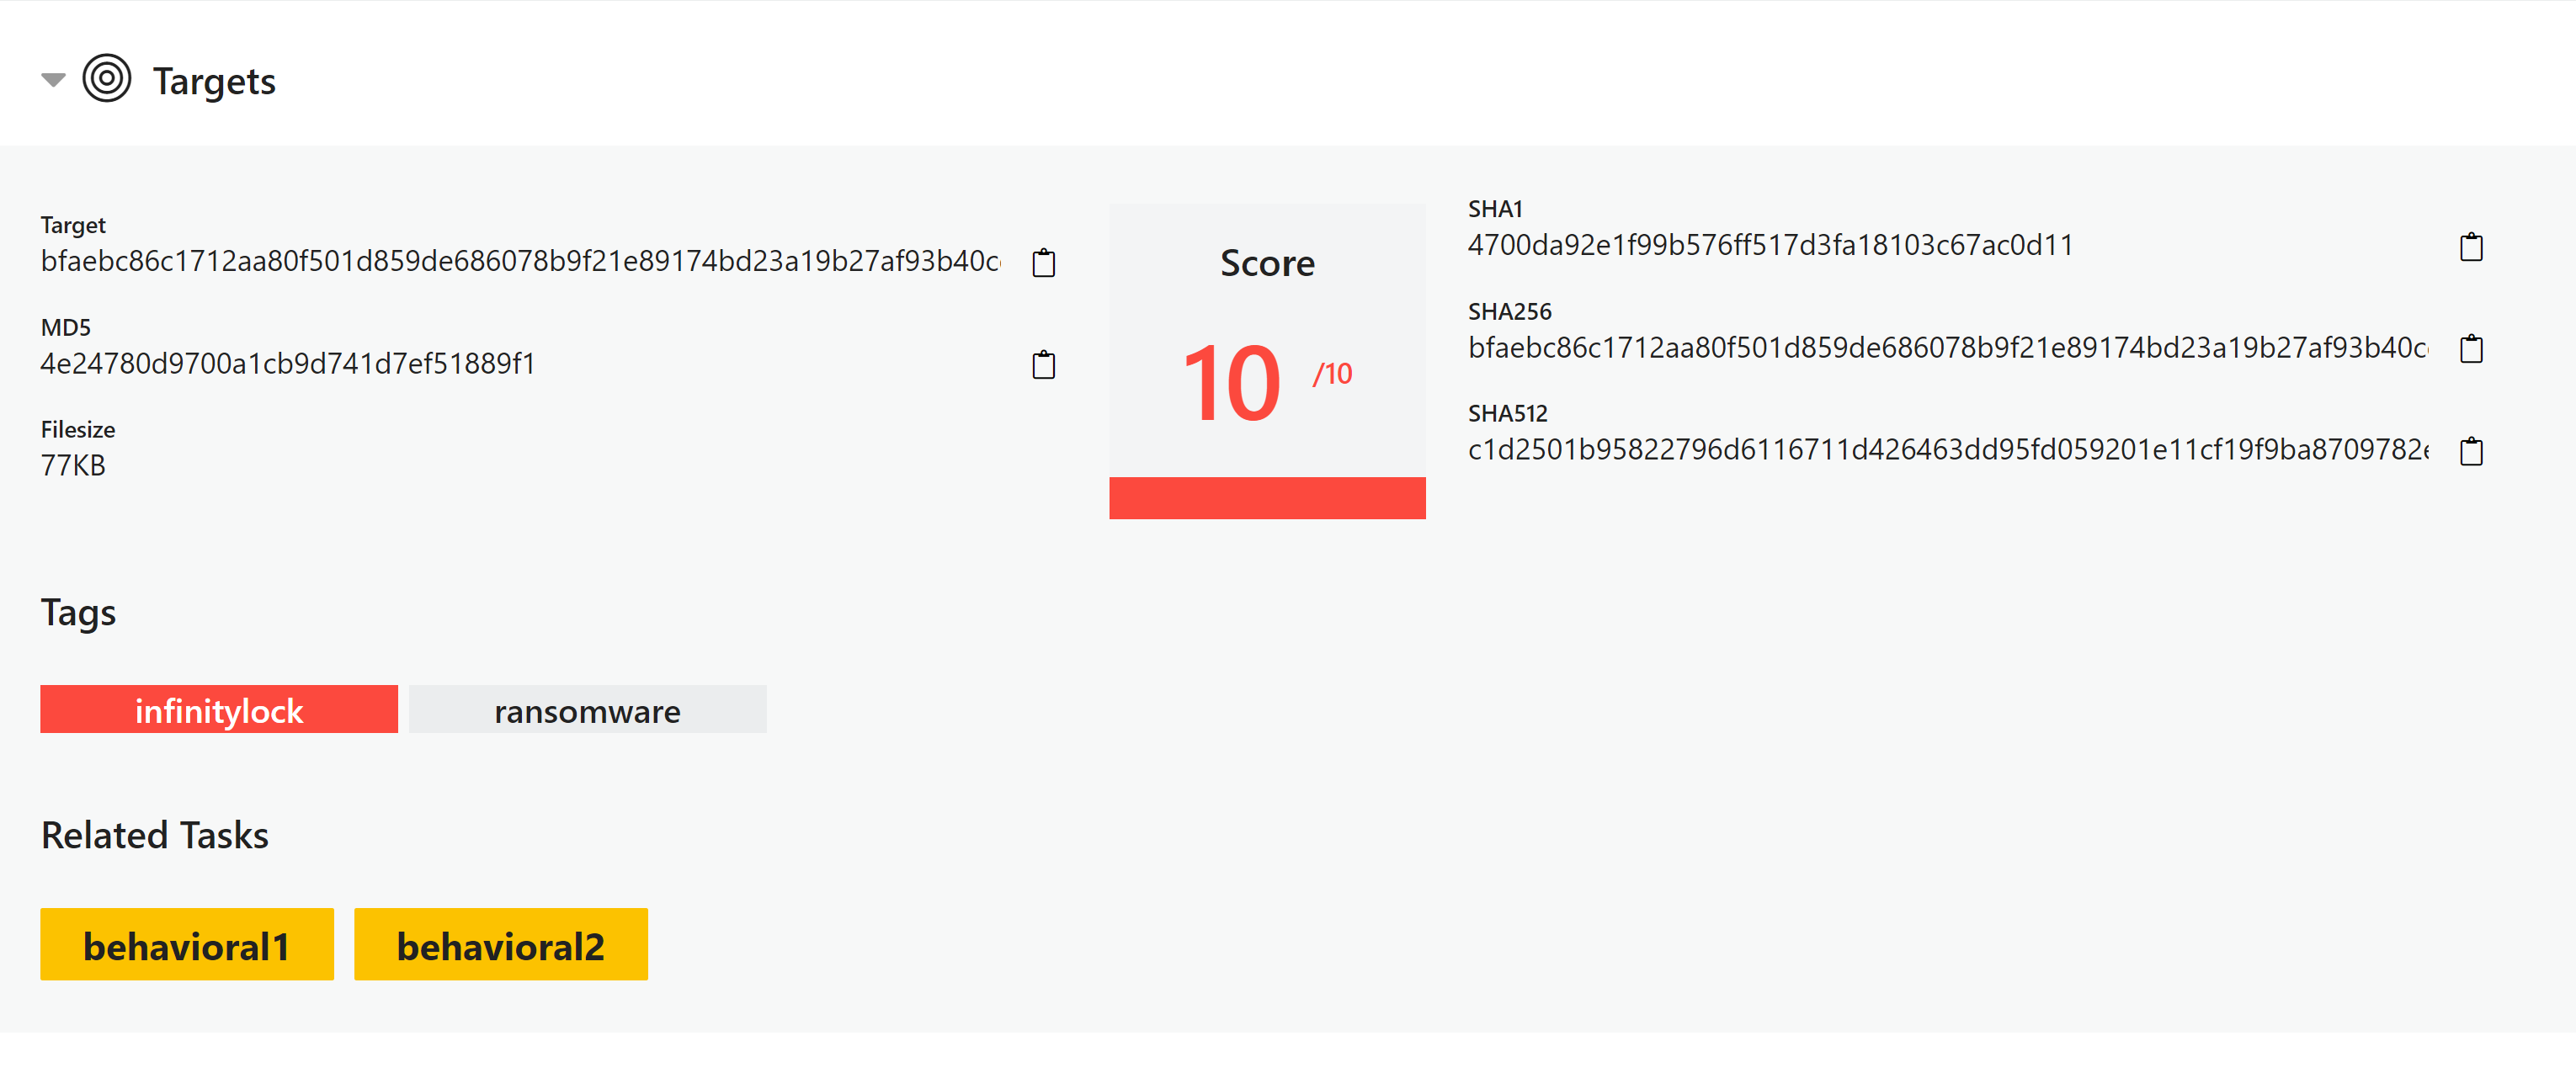 Targets
Target
bfaebc86c1712aa80f501d859de686078b9f21e89174bd23a19b27af93b40c
MD5
4e24780d9700a1cb9d741d7ef51889f1
Filesize
77KB
Score
10 /10
SHA1
4700da92e1f99b576ff517d3fa18103c67ac0d11
SHA256
bfaebc86c1712aa80f501d859de686078b9f21e89174bd23a19b27af93b40c
SHA512
c1d2501b95822796d6116711d426463dd95fd059201e11cf19f9ba8709782e
Tags
infinitylock ransomware
Related Tasks
behavioral1 behavioral2